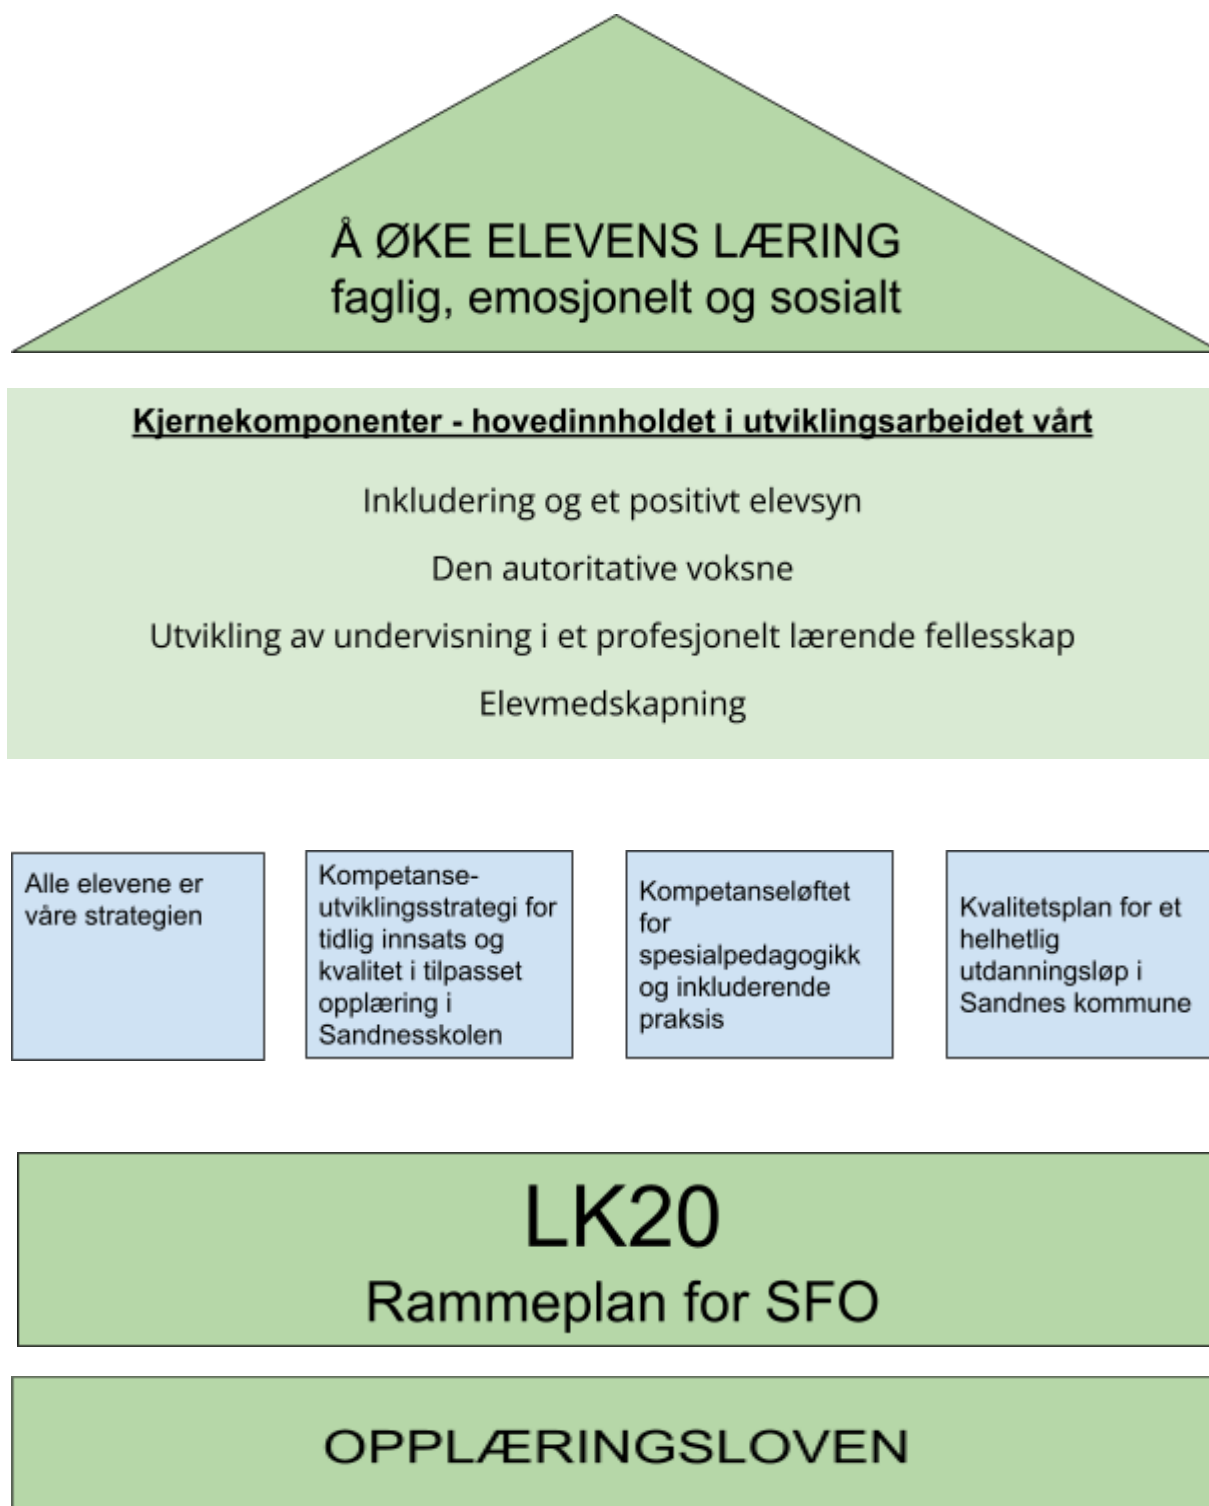 Å ØKE ELEVENS LÆRING
faglig, emosjonelt og sosialt
Kjernekomponenter - hovedinnholdet i utviklingsarbeidet vårt
Inkludering og et positivt elevsyn
Den autoritative voksne
Utvikling av undervisning i et profesjonelt lærende fellesskap
Elevmedskapning
Alle elevene er
våre strategien
Kompetanse-
utviklingsstrategi for
tidlig innsats og
kvalitet i tilpasset
opplæring i
Sandnesskolen
Kompetanseløftet
for
spesialpedagogikk
og inkluderende
praksis
Kvalitetsplan for et
helhetlig
utdanningsløp i
Sandnes kommune
LK20
Rammeplan for SFO
OPPLÆRINGSLOVEN